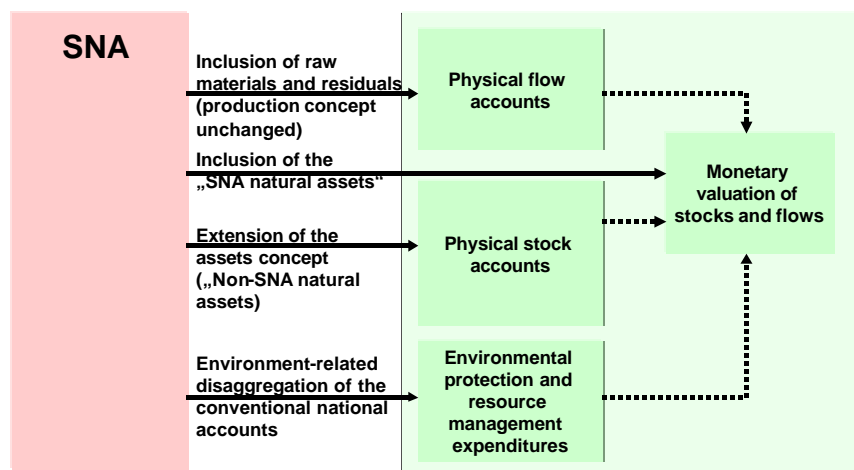 SNA
Inclusion of raw
materials and residuals
(production concept
unchanged)
Physical flow
accounts
Inclusion of the
„SNA natural assets“
Monetary
valuation of
stocks and flows
Extension of the
assets concept
(„Non-SNA natural
assets)
Physical stock
accounts
Environment-related
disaggregation of the
conventional national
accounts
Environmental
protection and
resource
management
expenditures